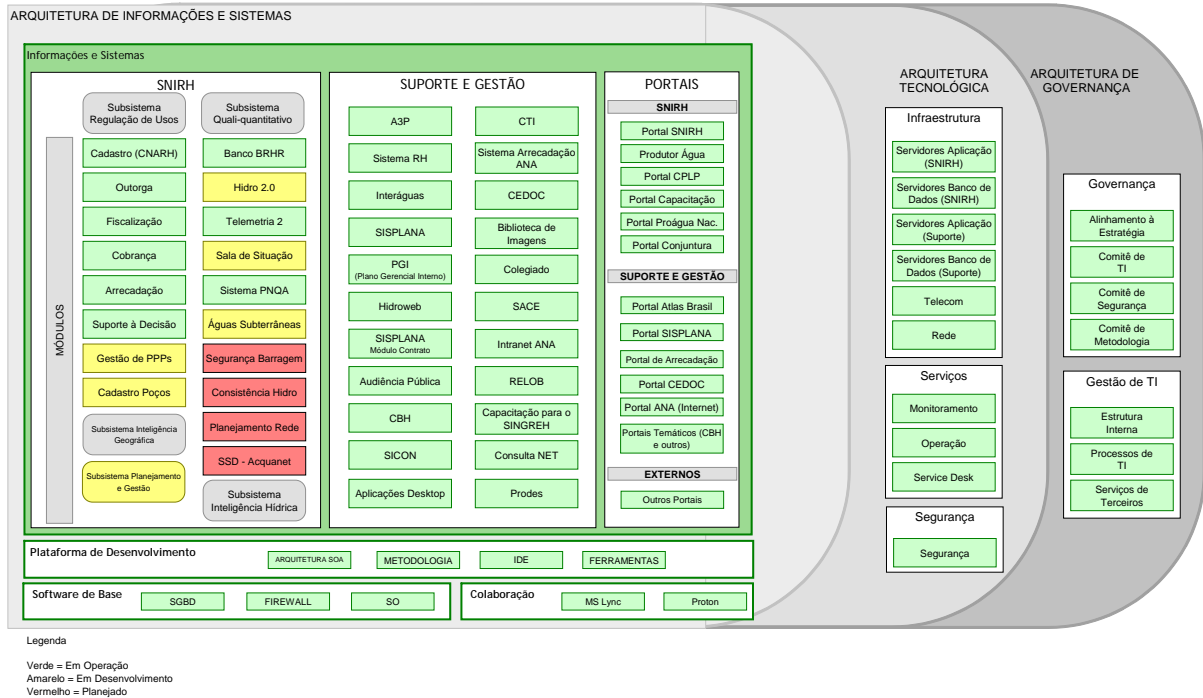 ARQUITETURA DE INFORMAÇÕES E SISTEMAS
Informações e Sistemas
SNIRH
Subsistema
Regulação de Usos
Subsistema
Quali-quantitativo
MÓDULOS
Cadastro (CNARH)
Banco BRHR
Outorga
Hidro 2.0
Fiscalização
Telemetria 2
Cobrança
Sala de Situação
Arrecadação
Sistema PNQA
Suporte à Decisão
Águas Subterrâneas
Gestão de PPPs
Segurança Barragem
Cadastro Poços
Consistência Hidro
Subsistema Inteligência
Geográfica
Planejamento Rede
Subsistema Planejamento
e Gestão
SSD - Acquanet
Subsistema
Inteligência Hídrica
SUPORTE E GESTÃO
A3P
CTI
Sistema RH
Sistema Arrecadação
ANA
Interáguas
CEDOC
SISPLANA
Biblioteca de
Imagens
PGI
(Plano Gerencial Interno)
Colegiado
Hidroweb
SACE
SISPLANA
Módulo Contrato
Intranet ANA
Audiência Pública
RELOB
CBH
Capacitação para o
SINGREH
SICON
Consulta NET
Aplicações Desktop
Prodes
PORTAIS
SNIRH
Portal SNIRH
Produtor Água
Portal CPLP
Portal Capacitação
Portal Proágua Nac.
Portal Conjuntura
SUPORTE E GESTÃO
Portal Atlas Brasil
Portal SISPLANA
Portal de Arrecadação
Portal CEDOC
Portal ANA (Internet)
Portais Temáticos (CBH
e outros)
EXTERNOS
Outros Portais
Plataforma de Desenvolvimento
ARQUITETURA SOA
METODOLOGIA
IDE
FERRAMENTAS
Software de Base
SGBD
FIREWALL
SO
Colaboração
MS Lync
Proton
ARQUITETURA
TECNOLÓGICA
Infraestrutura
Servidores Aplicação
(SNIRH)
Servidores Banco de
Dados (SNIRH)
Servidores Aplicação
(Suporte)
Servidores Banco de
Dados (Suporte)
Telecom
Rede
Serviços
Monitoramento
Operação
Service Desk
Segurança
Segurança
ARQUITETURA DE
GOVERNANÇA
Governança
Alinhamento à
Estratégia
Comitê de
TI
Comitê de
Segurança
Comitê de
Metodologia
Gestão de TI
Estrutura
Interna
Processos de
TI
Serviços de
Terceiros
Legenda
Verde = Em Operação
Amarelo = Em Desenvolvimento
Vermelho = Planejado